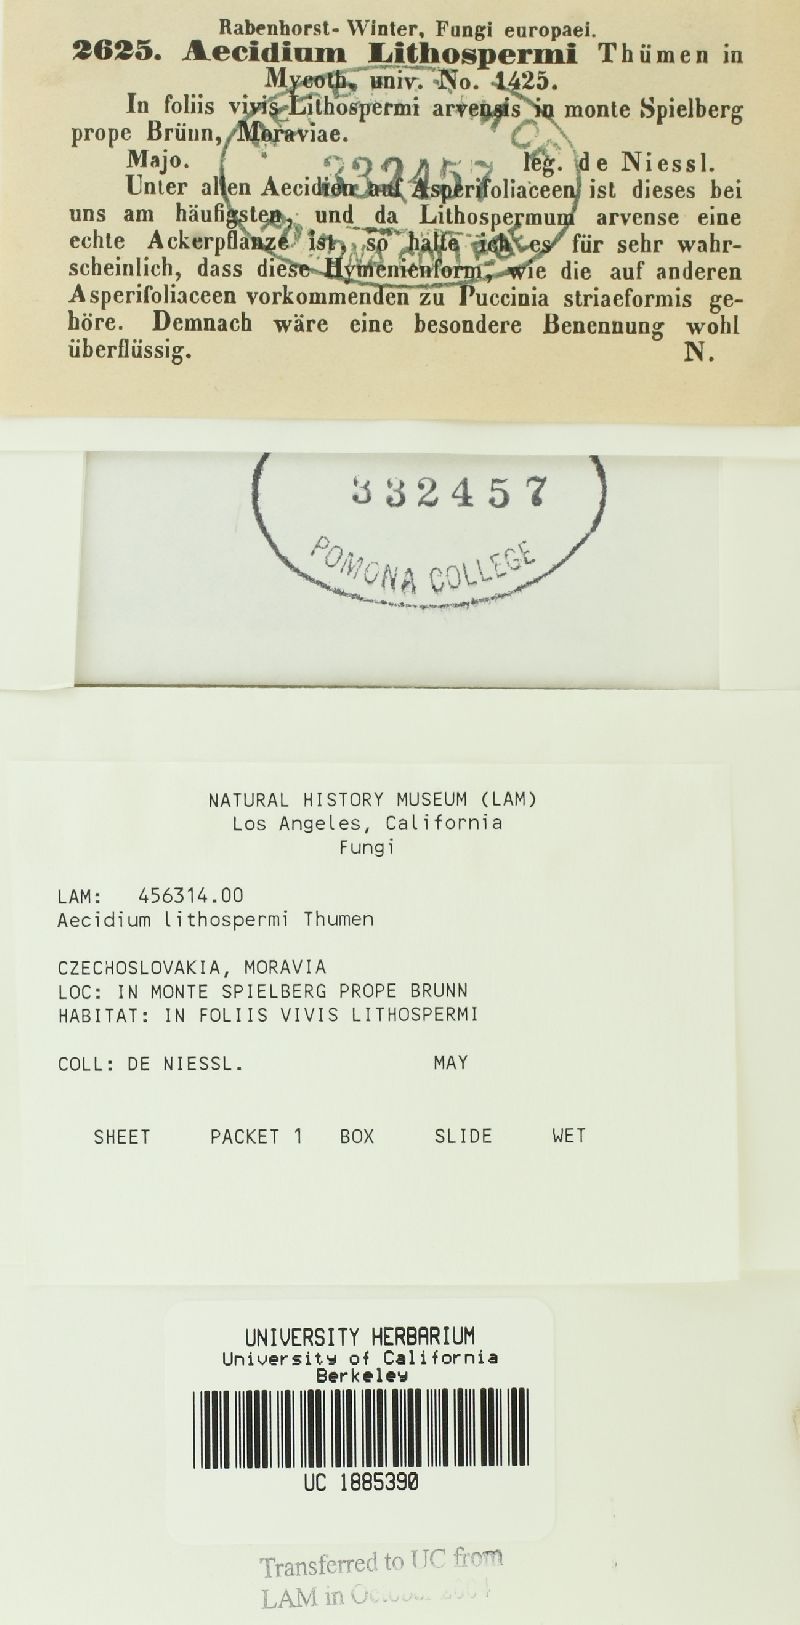 Rabenhorst-Winter, Fungi europaei.
2625. Aecidium Lithospermi Thümen in
Mycoth. univ. No. 1425.
In foliis vivis Lithospermi arvensis in monte Spielberg
prope Brünn, Moraviae.
Majo. leg. de Niessl.
Unter allen Aecidien auf Asperifoliaceen ist dieses bei
uns am häufigsten, und da Lithospermum arvense eine
echte Ackerpflanze ist, so halte ich es für sehr wahr-
scheinlich, dass diese Hymenienform, wie die auf anderen
Asperifoliaceen vorkommenden zu Puccinia striaeformis ge-
höre. Demnach wäre eine besondere Benennung wohl
überflüssig. N.
OF
332457
POMONA COLLEGE
332457
POMONA COLLEGE
NATURAL HISTORY MUSEUM (LAM)
Los Angeles, California
Fungi
LAM: 456314.00
Aecidium lithospermi Thumen
CZECHOSLOVAKIA, MORAVIA
LOC: IN MONTE SPIELBERG PROPE BRUNN
HABITAT: IN FOLIIS VIVIS LITHOSPERMI
COLL: DE NIESSL. MAY
SHEET PACKET 1 BOX SLIDE WET
UNIVERSITY HERBARIUM
University of California
Berkeley
UC 1885390
Transferred to UC from
LAM in